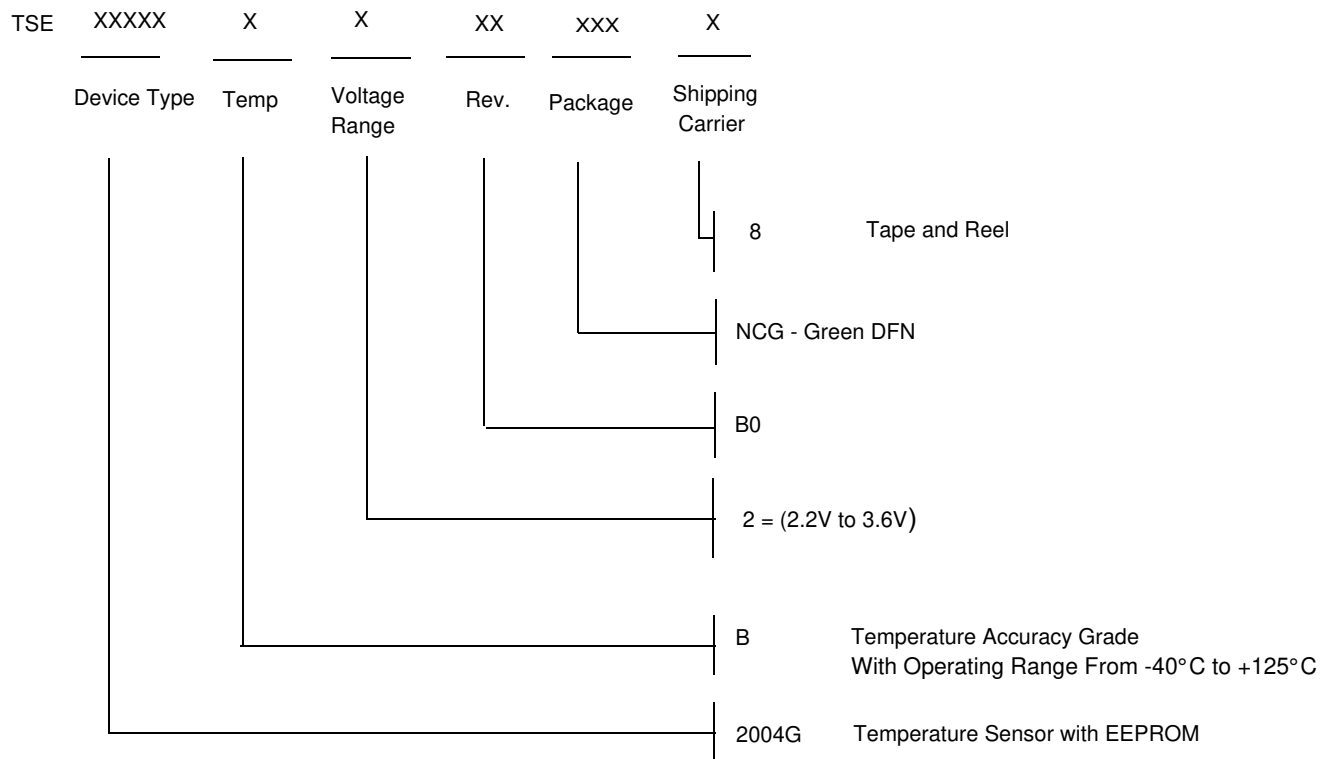 TSE XXXXX X X XX XXX X
Device Type Temp Voltage Range Rev. Package Shipping Carrier
8 Tape and Reel
NCG - Green DFN
B0
2 = (2.2V to 3.6V)
B Temperature Accuracy Grade
With Operating Range From -40°C to +125°C
2004G Temperature Sensor with EEPROM